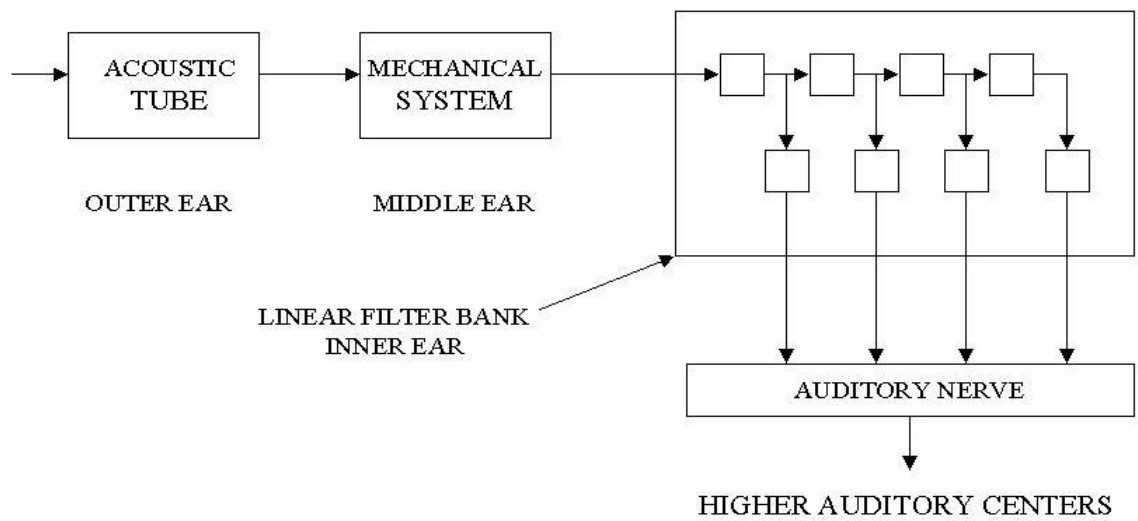 ACOUSTIC
TUBE
MECHANICAL
SYSTEM
OUTER EAR
MIDDLE EAR
LINEAR FILTER BANK
INNER EAR
AUDITORY NERVE
HIGHER AUDITORY CENTERS